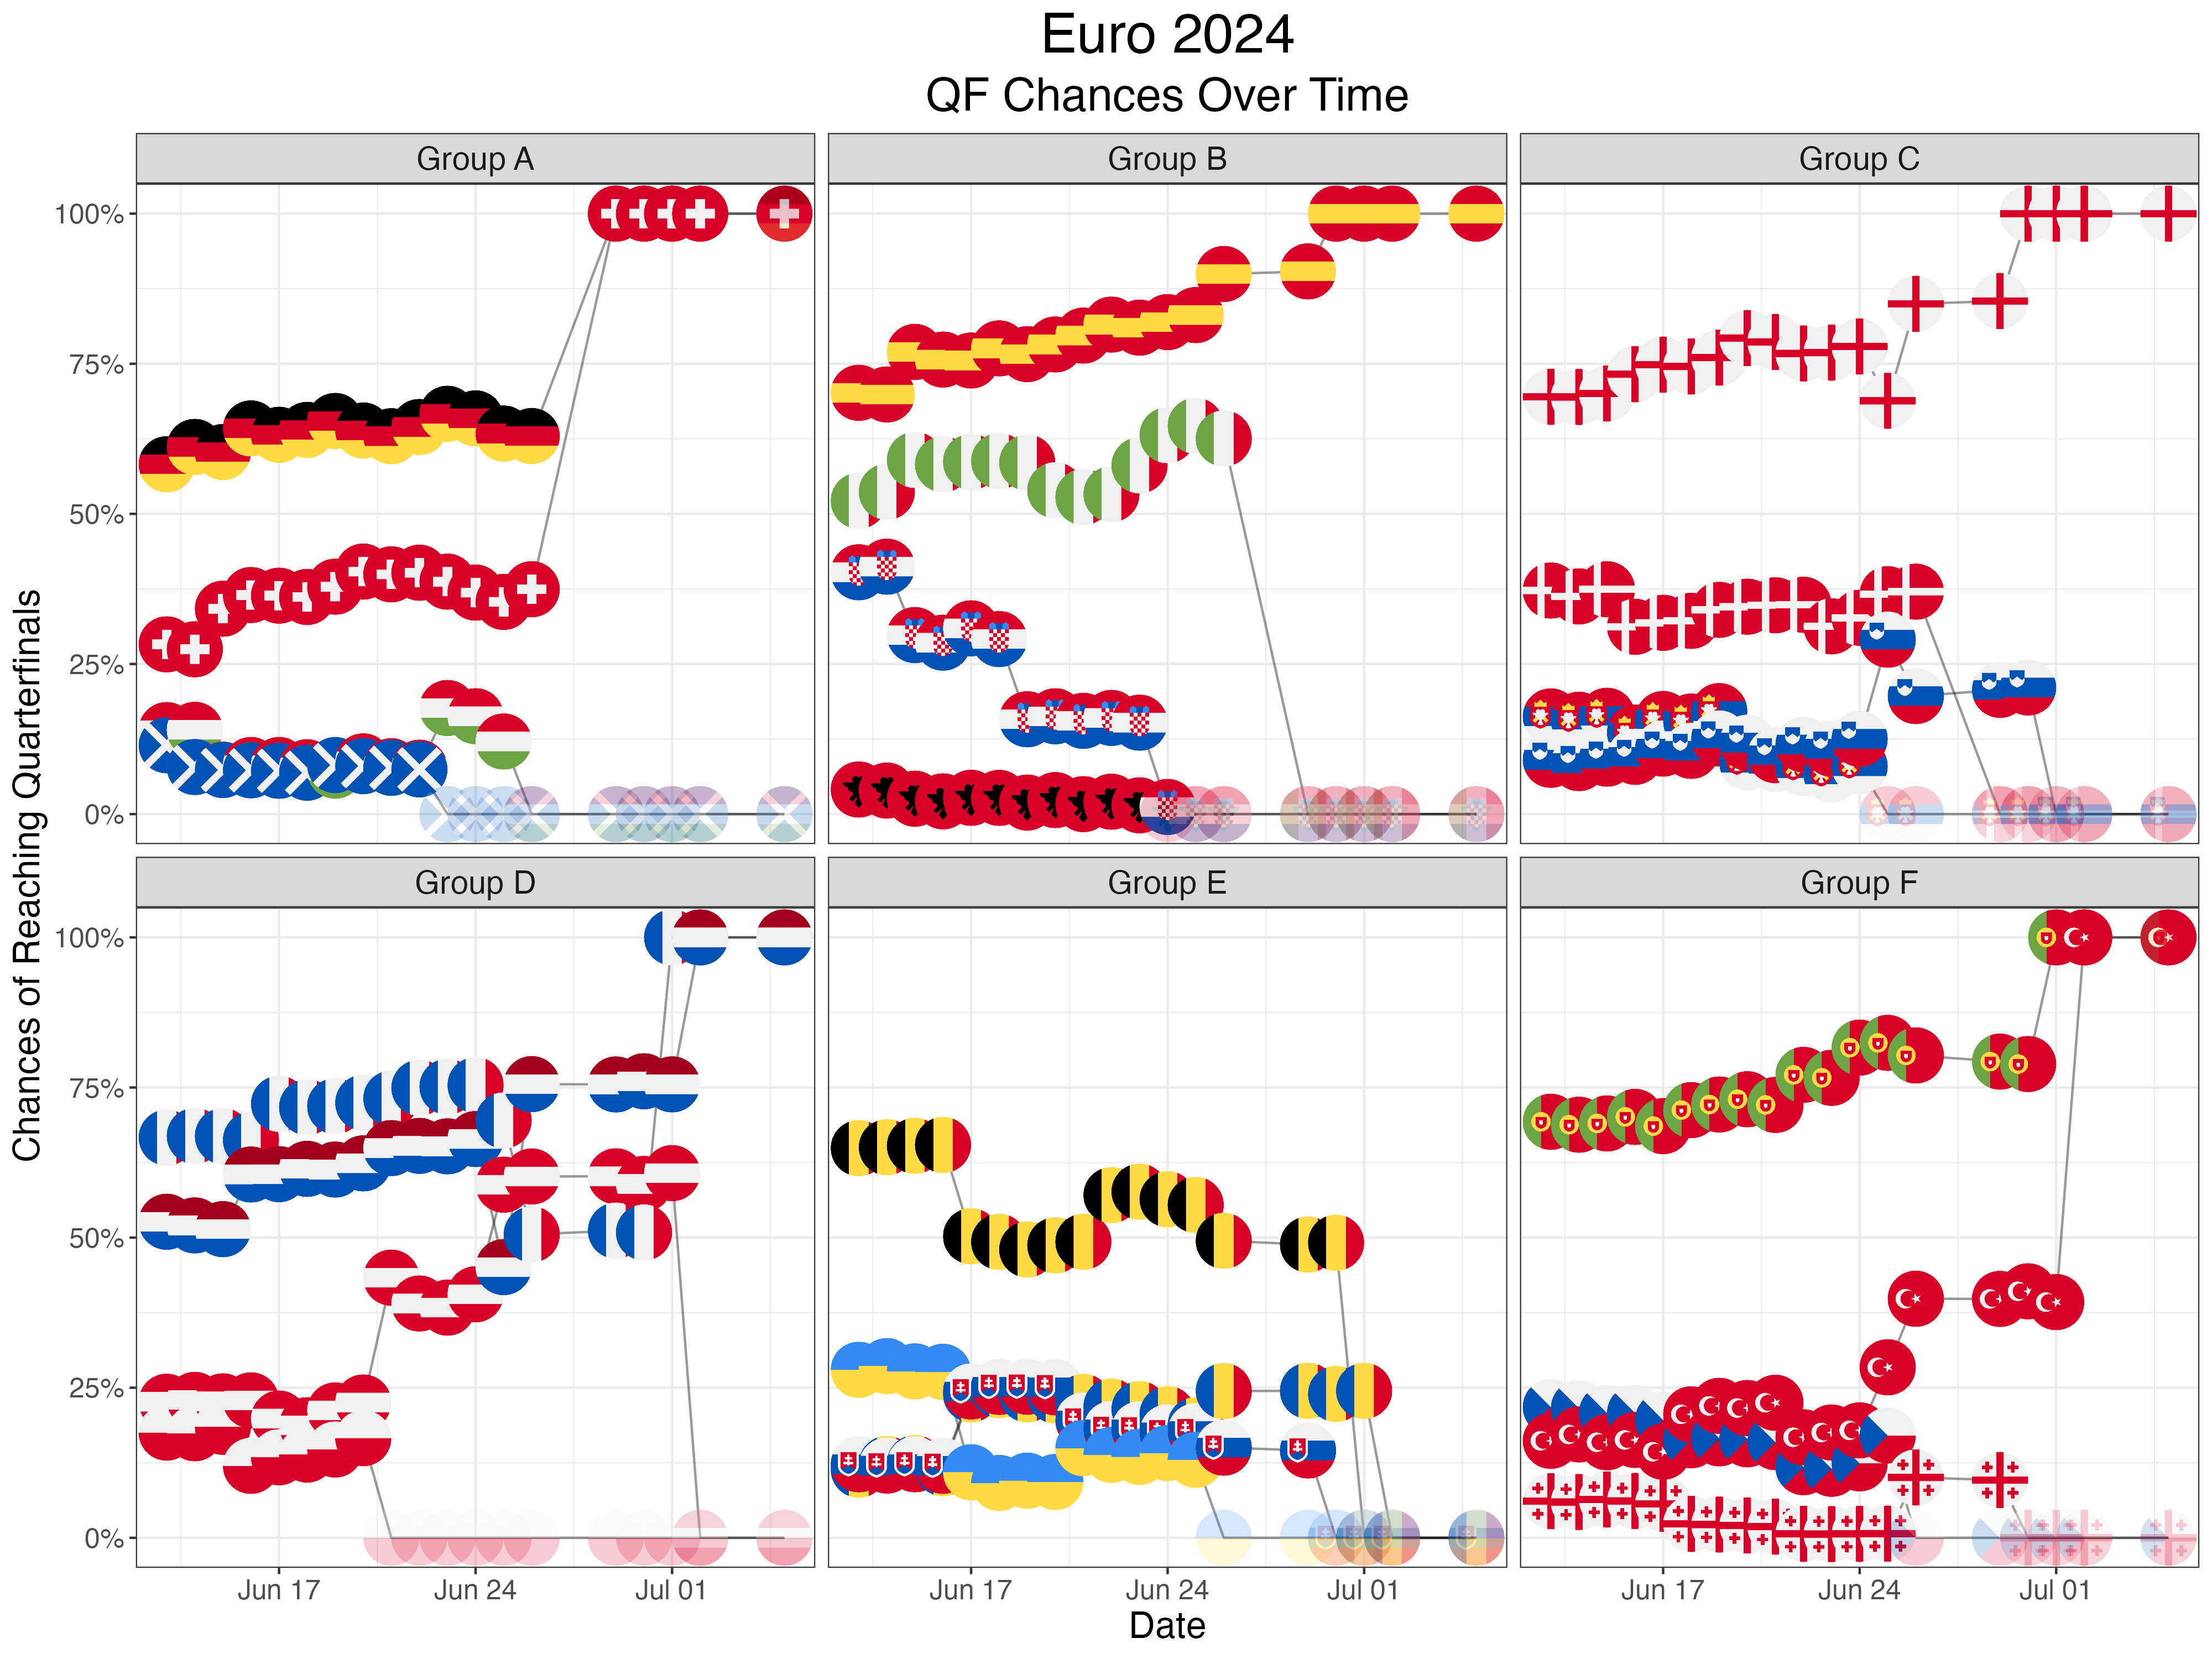 Euro 2024
QF Chances Over Time
Group A
Group B
Group C
100%
75%
50%
25%
0%
Group D
Group E
Group F
100%
75%
50%
25%
0%
Chances of Reaching Quarterfinals
Jun 17
Jun 24
Jul 01
Jun 17
Jun 24
Jul 01
Jun 17
Jun 24
Jul 01
Date